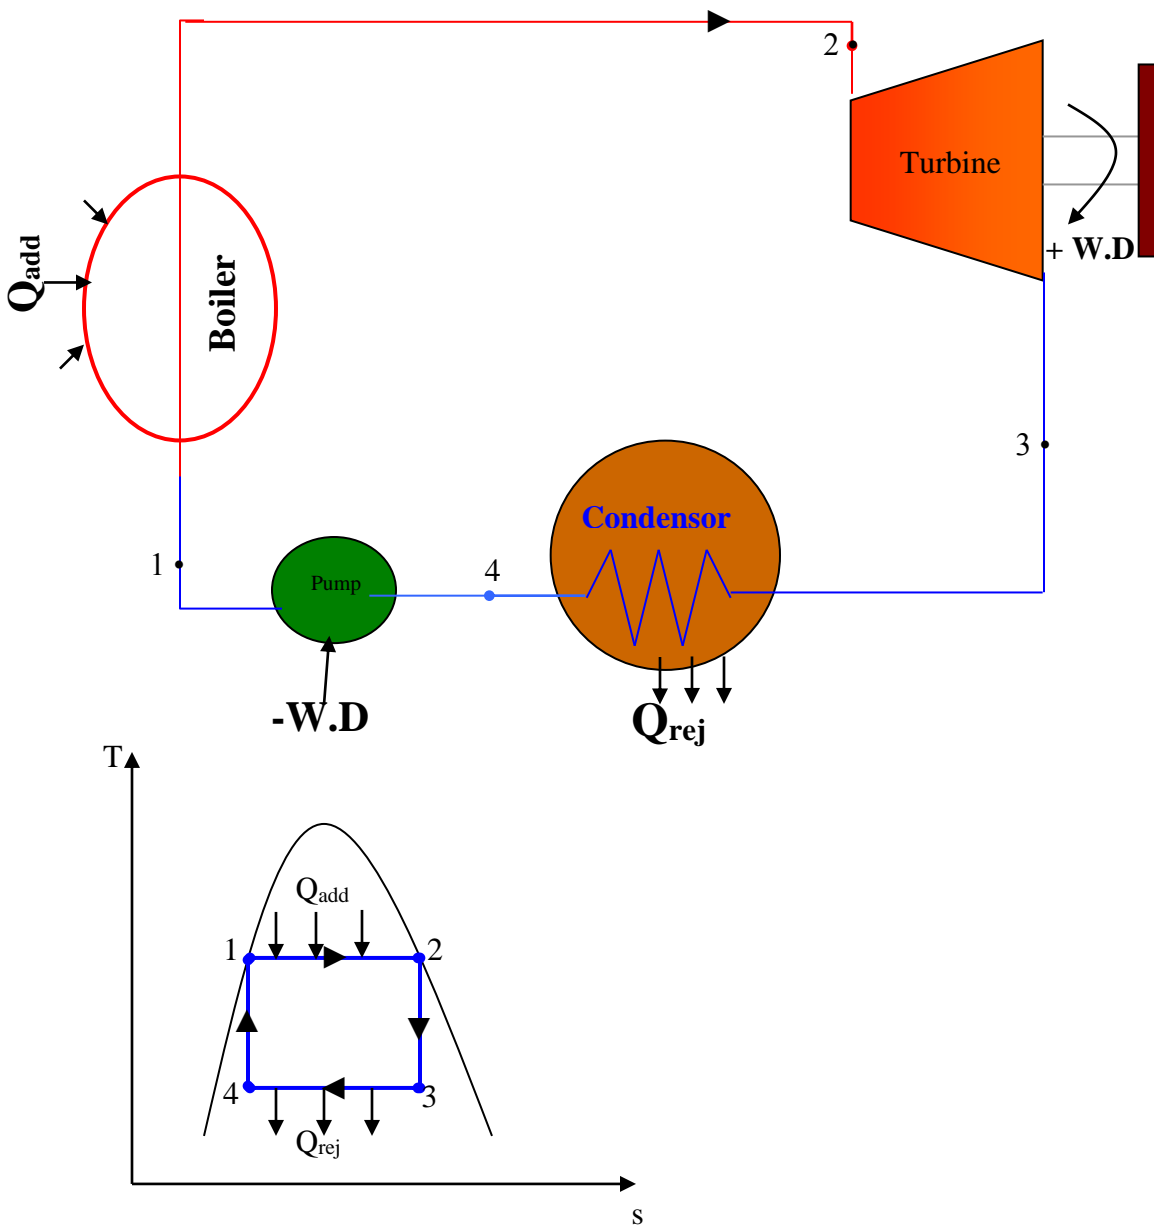 2
Turbine
+ W.D
Qadd
Boiler
3
Condensor
1
Pump
4
-W.D
Qrej
T
Qadd
1
2
4
3
Qrej
s